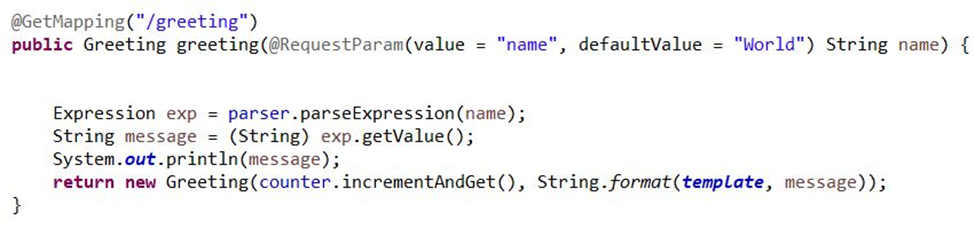 @GetMapping("/greeting")
public Greeting greeting(@RequestParam(value = "name", defaultValue = "World") String name) {
Expression exp = parser.parseExpression(name);
String message = (String) exp.getValue();
System.out.println(message);
return new Greeting(counter.incrementAndGet(), String.format(template, message));
}